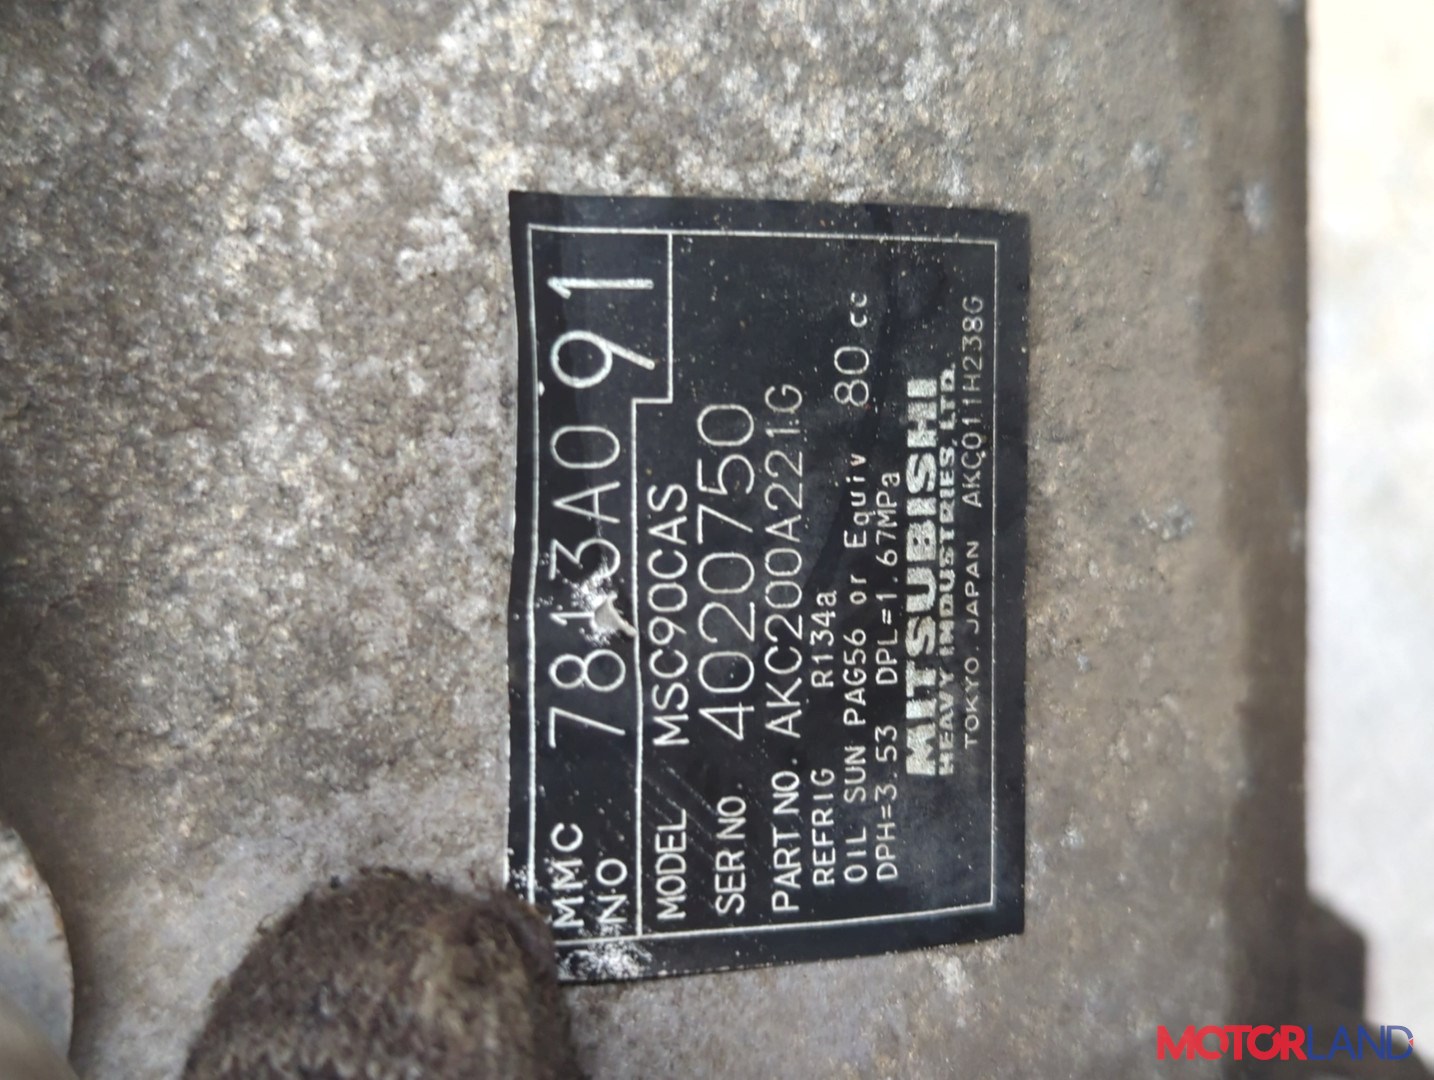 MMC NO 7813A091
MODEL MSC90CAS
SER NO 4020750
PART NO. AKC200A221G
REFRIG R134a
OIL SUN PAG56 or Equiv 80 cc
DPH=3.53 DPL=1.67MPa
MITSUBISHI
HEAVY INDUSTRIES, LTD.
TOKYO, JAPAN AKC011H238G
MOTORLAND